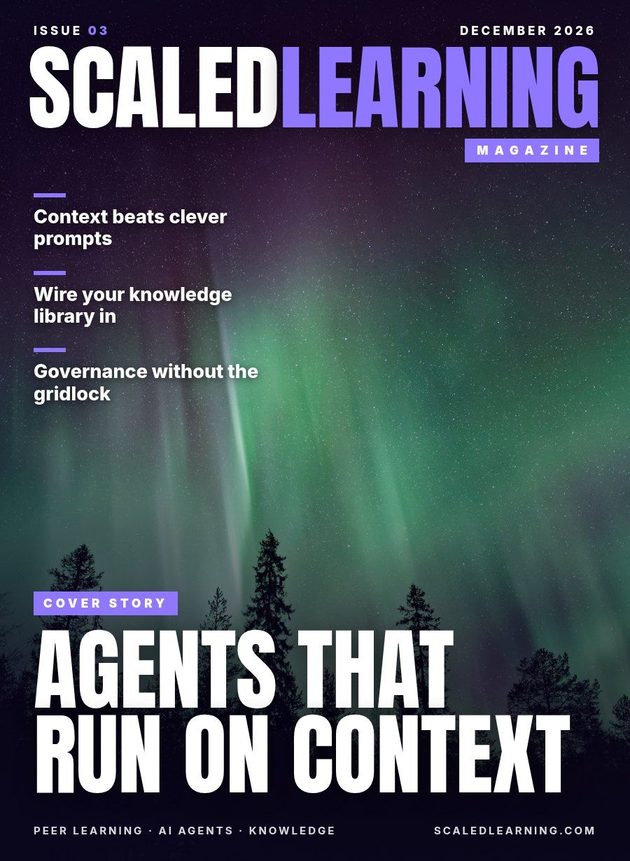 ISSUE 03
DECEMBER 2026
SCALEDLEARNING
MAGAZINE
Context beats clever
prompts
Wire your knowledge
library in
Governance without the
gridlock
COVER STORY
AGENTS THAT
RUN ON CONTEXT
PEER LEARNING · AI AGENTS · KNOWLEDGE
SCALEDLEARNING.COM